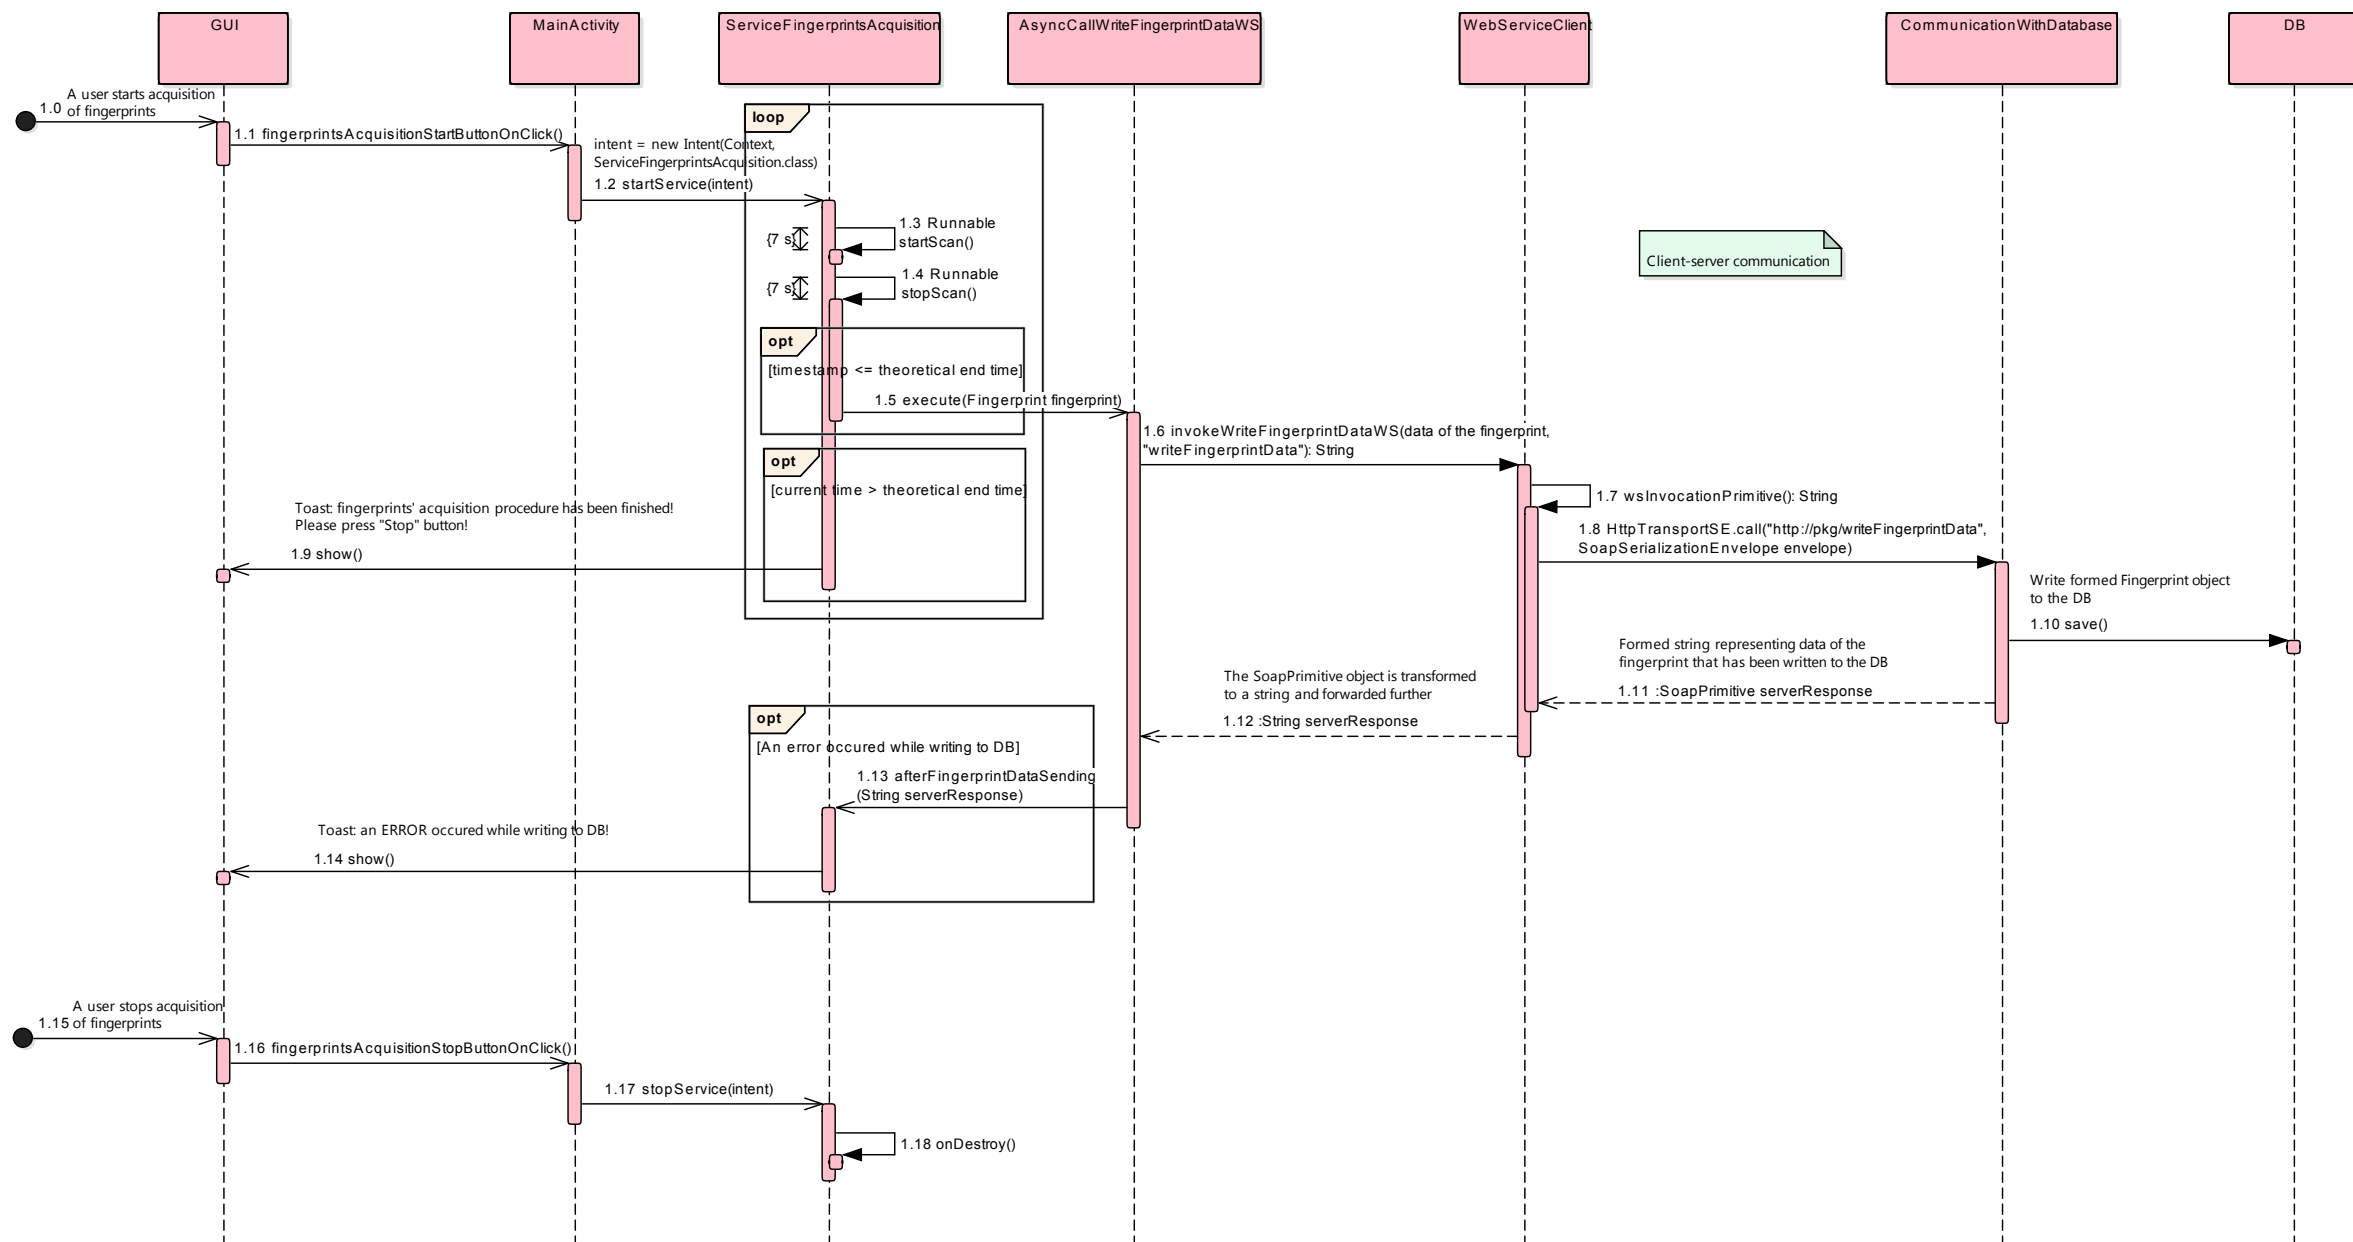 GUI
MainActivity
ServiceFingerprintsAcquisition
AsyncCallWriteFingerprintDataWS
WebServiceClient
CommunicationWithDatabase
DB
A user starts acquisition
1.0 of fingerprints
loop
1.1 fingerprintsAcquisitionStartButtonOnClick()
intent = new Intent(Context,
ServiceFingerprintsAcquisition.class)
1.2 startService(intent)
{7 s}
1.3 Runnable
startScan()
Client-server communication
{7 s}
1.4 Runnable
stopScan()
opt
[timestamp <= theoretical end time]
1.5 execute(Fingerprint fingerprint)
1.6 invokeWriteFingerprintDataWS(data of the fingerprint,
"writeFingerprintData"): String
opt
[current time > theoretical end time]
1.7 wsInvocationPrimitive(): String
Toast: fingerprints' acquisition procedure has been finished!
Please press "Stop" button!
1.9 show()
1.8 HttpTransportSE.call("http://pkg/writeFingerprintData",
SoapSerializationEnvelope envelope)
Write formed Fingerprint object
to the DB
1.10 save()
Formed string representing data of the
fingerprint that has been written to the DB
1.11 :SoapPrimitive serverResponse
The SoapPrimitive object is transformed
to a string and forwarded further
1.12 :String serverResponse
opt
[An error occured while writing to DB]
1.13 afterFingerprintDataSending
(String serverResponse)
Toast: an ERROR occured while writing to DB!
1.14 show()
A user stops acquisition
1.15 of fingerprints
1.16 fingerprintsAcquisitionStopButtonOnClick()
1.17 stopService(intent)
1.18 onDestroy()